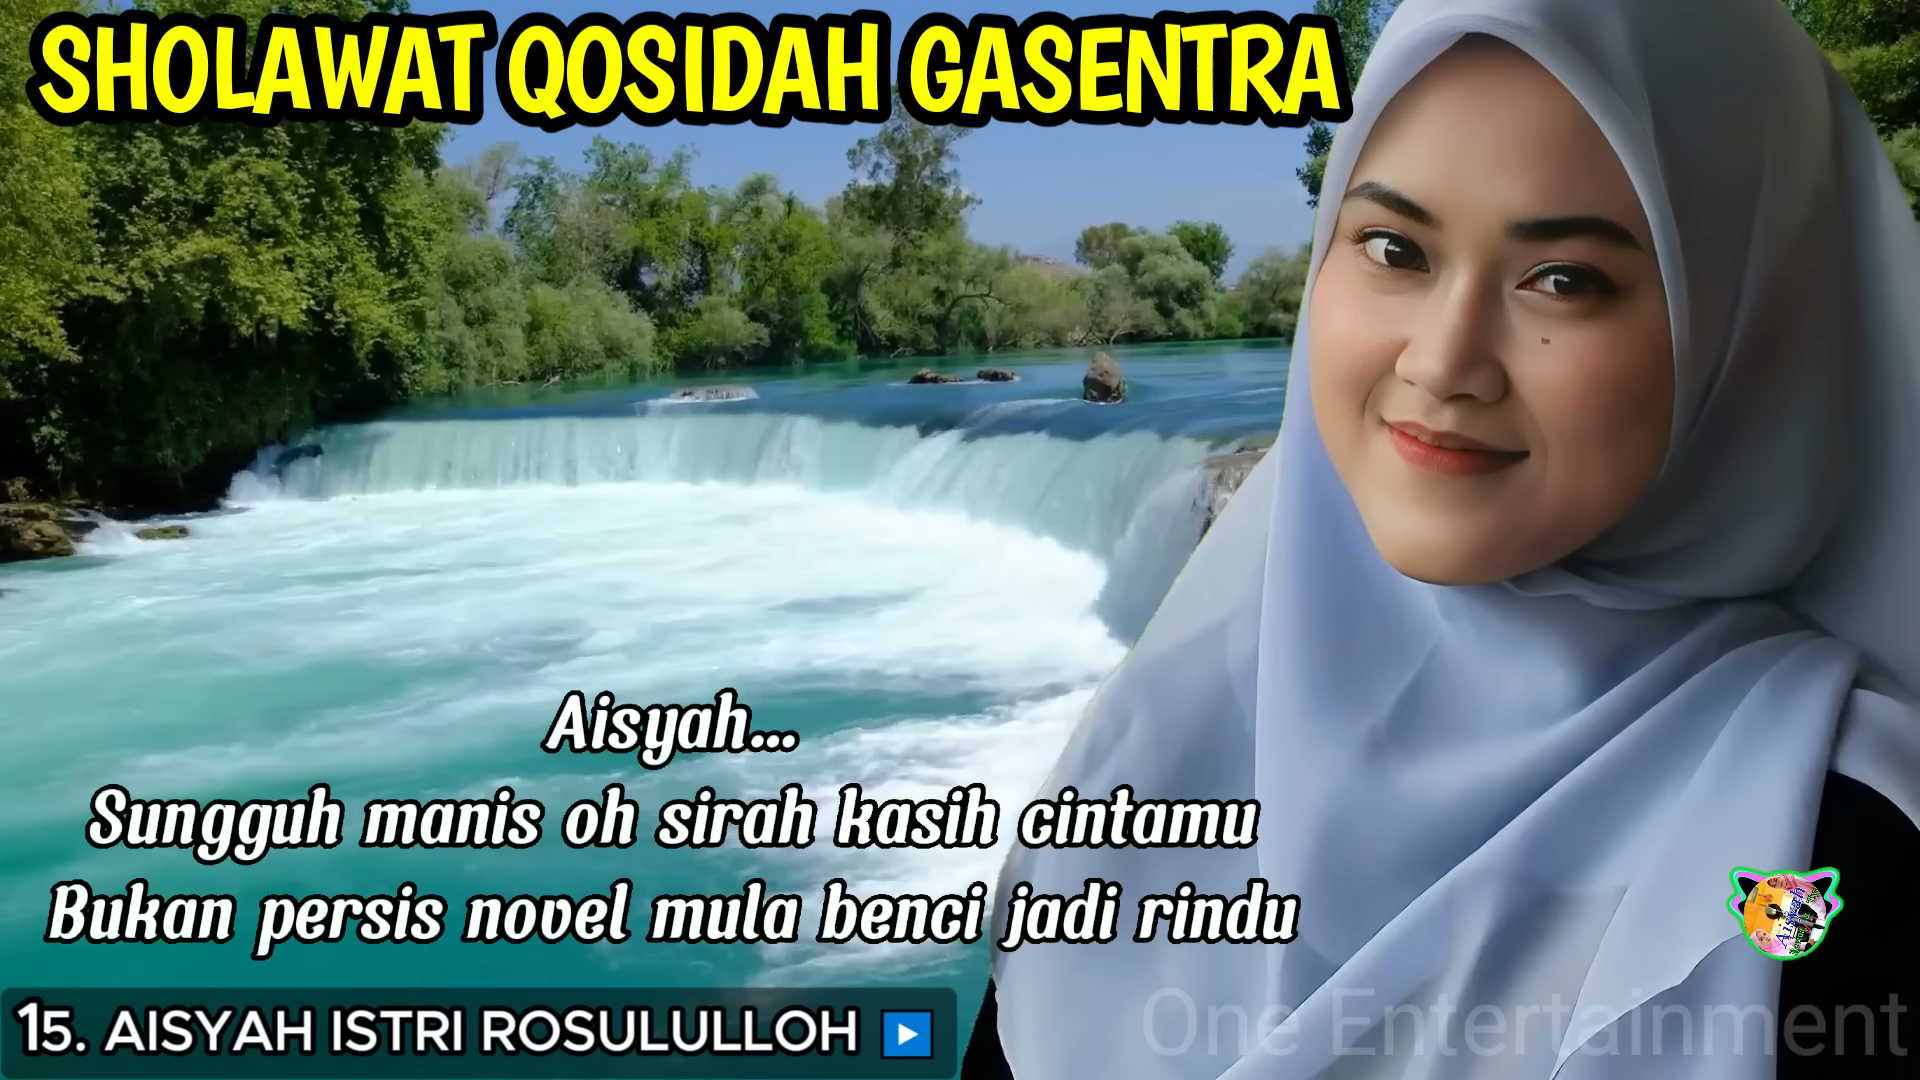 SHOLAWAT QOSIDAH GASENTRA
Aisyah...
Sungguh manis oh sirah kasih cintamu
Bukan persis novel mula benci jadi rindu
15. AISYAH ISTRI ROSULULLOH
One Entertainment
Aisyah